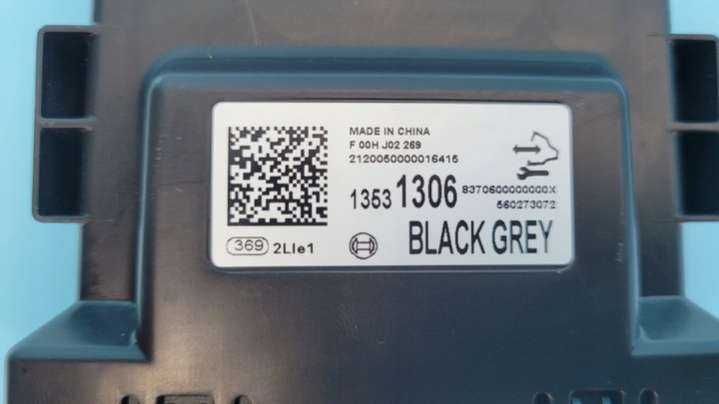 MADE IN CHINA
F 00H J02 269
2120050000016415
1353 1306
8370600000000X
560273072
369 2LIe1
BLACK GREY